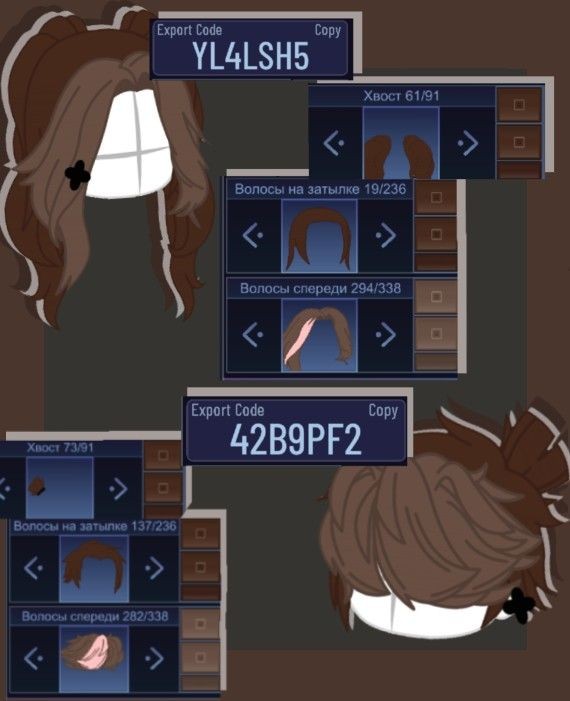 Export Code Copy
YL4LSH5
Хвост 61/91
Волосы на затылке 19/236
Волосы спереди 294/338
Export Code Copy
42B9PF2
Хвост 73/91
Волосы на затылке 137/236
Волосы спереди 282/338